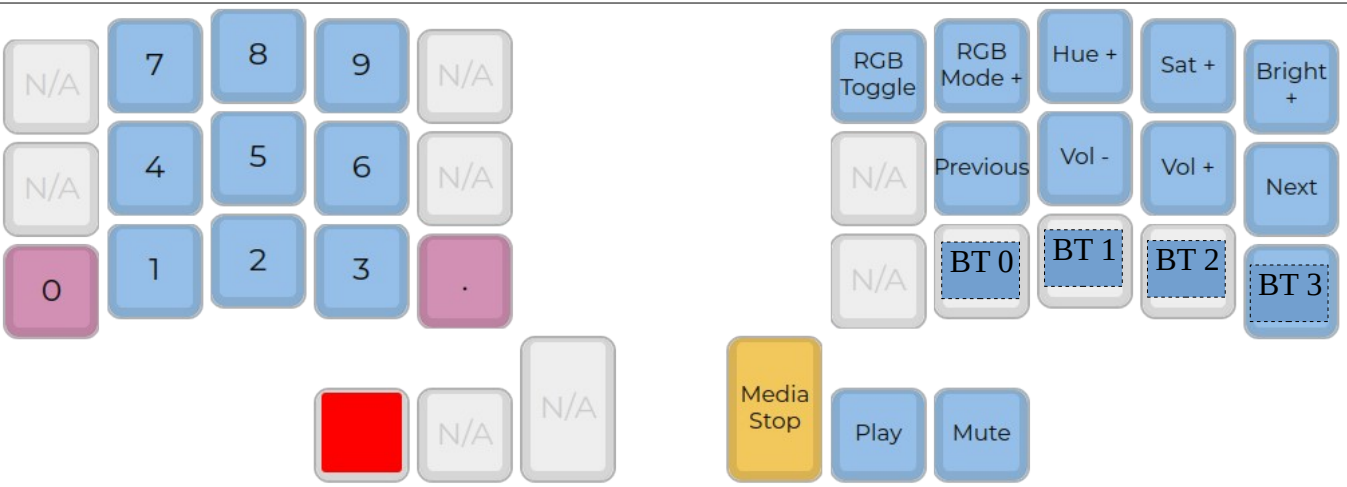 N/A
7
8
9
N/A
RGB
Toggle
RGB
Mode +
Hue +
Sat +
Bright
+
N/A
4
5
6
N/A
N/A
Previous
Vol -
Vol +
Next
0
1
2
3
.
N/A
BT 0
BT 1
BT 2
BT 3
N/A
N/A
Media
Stop
Play
Mute